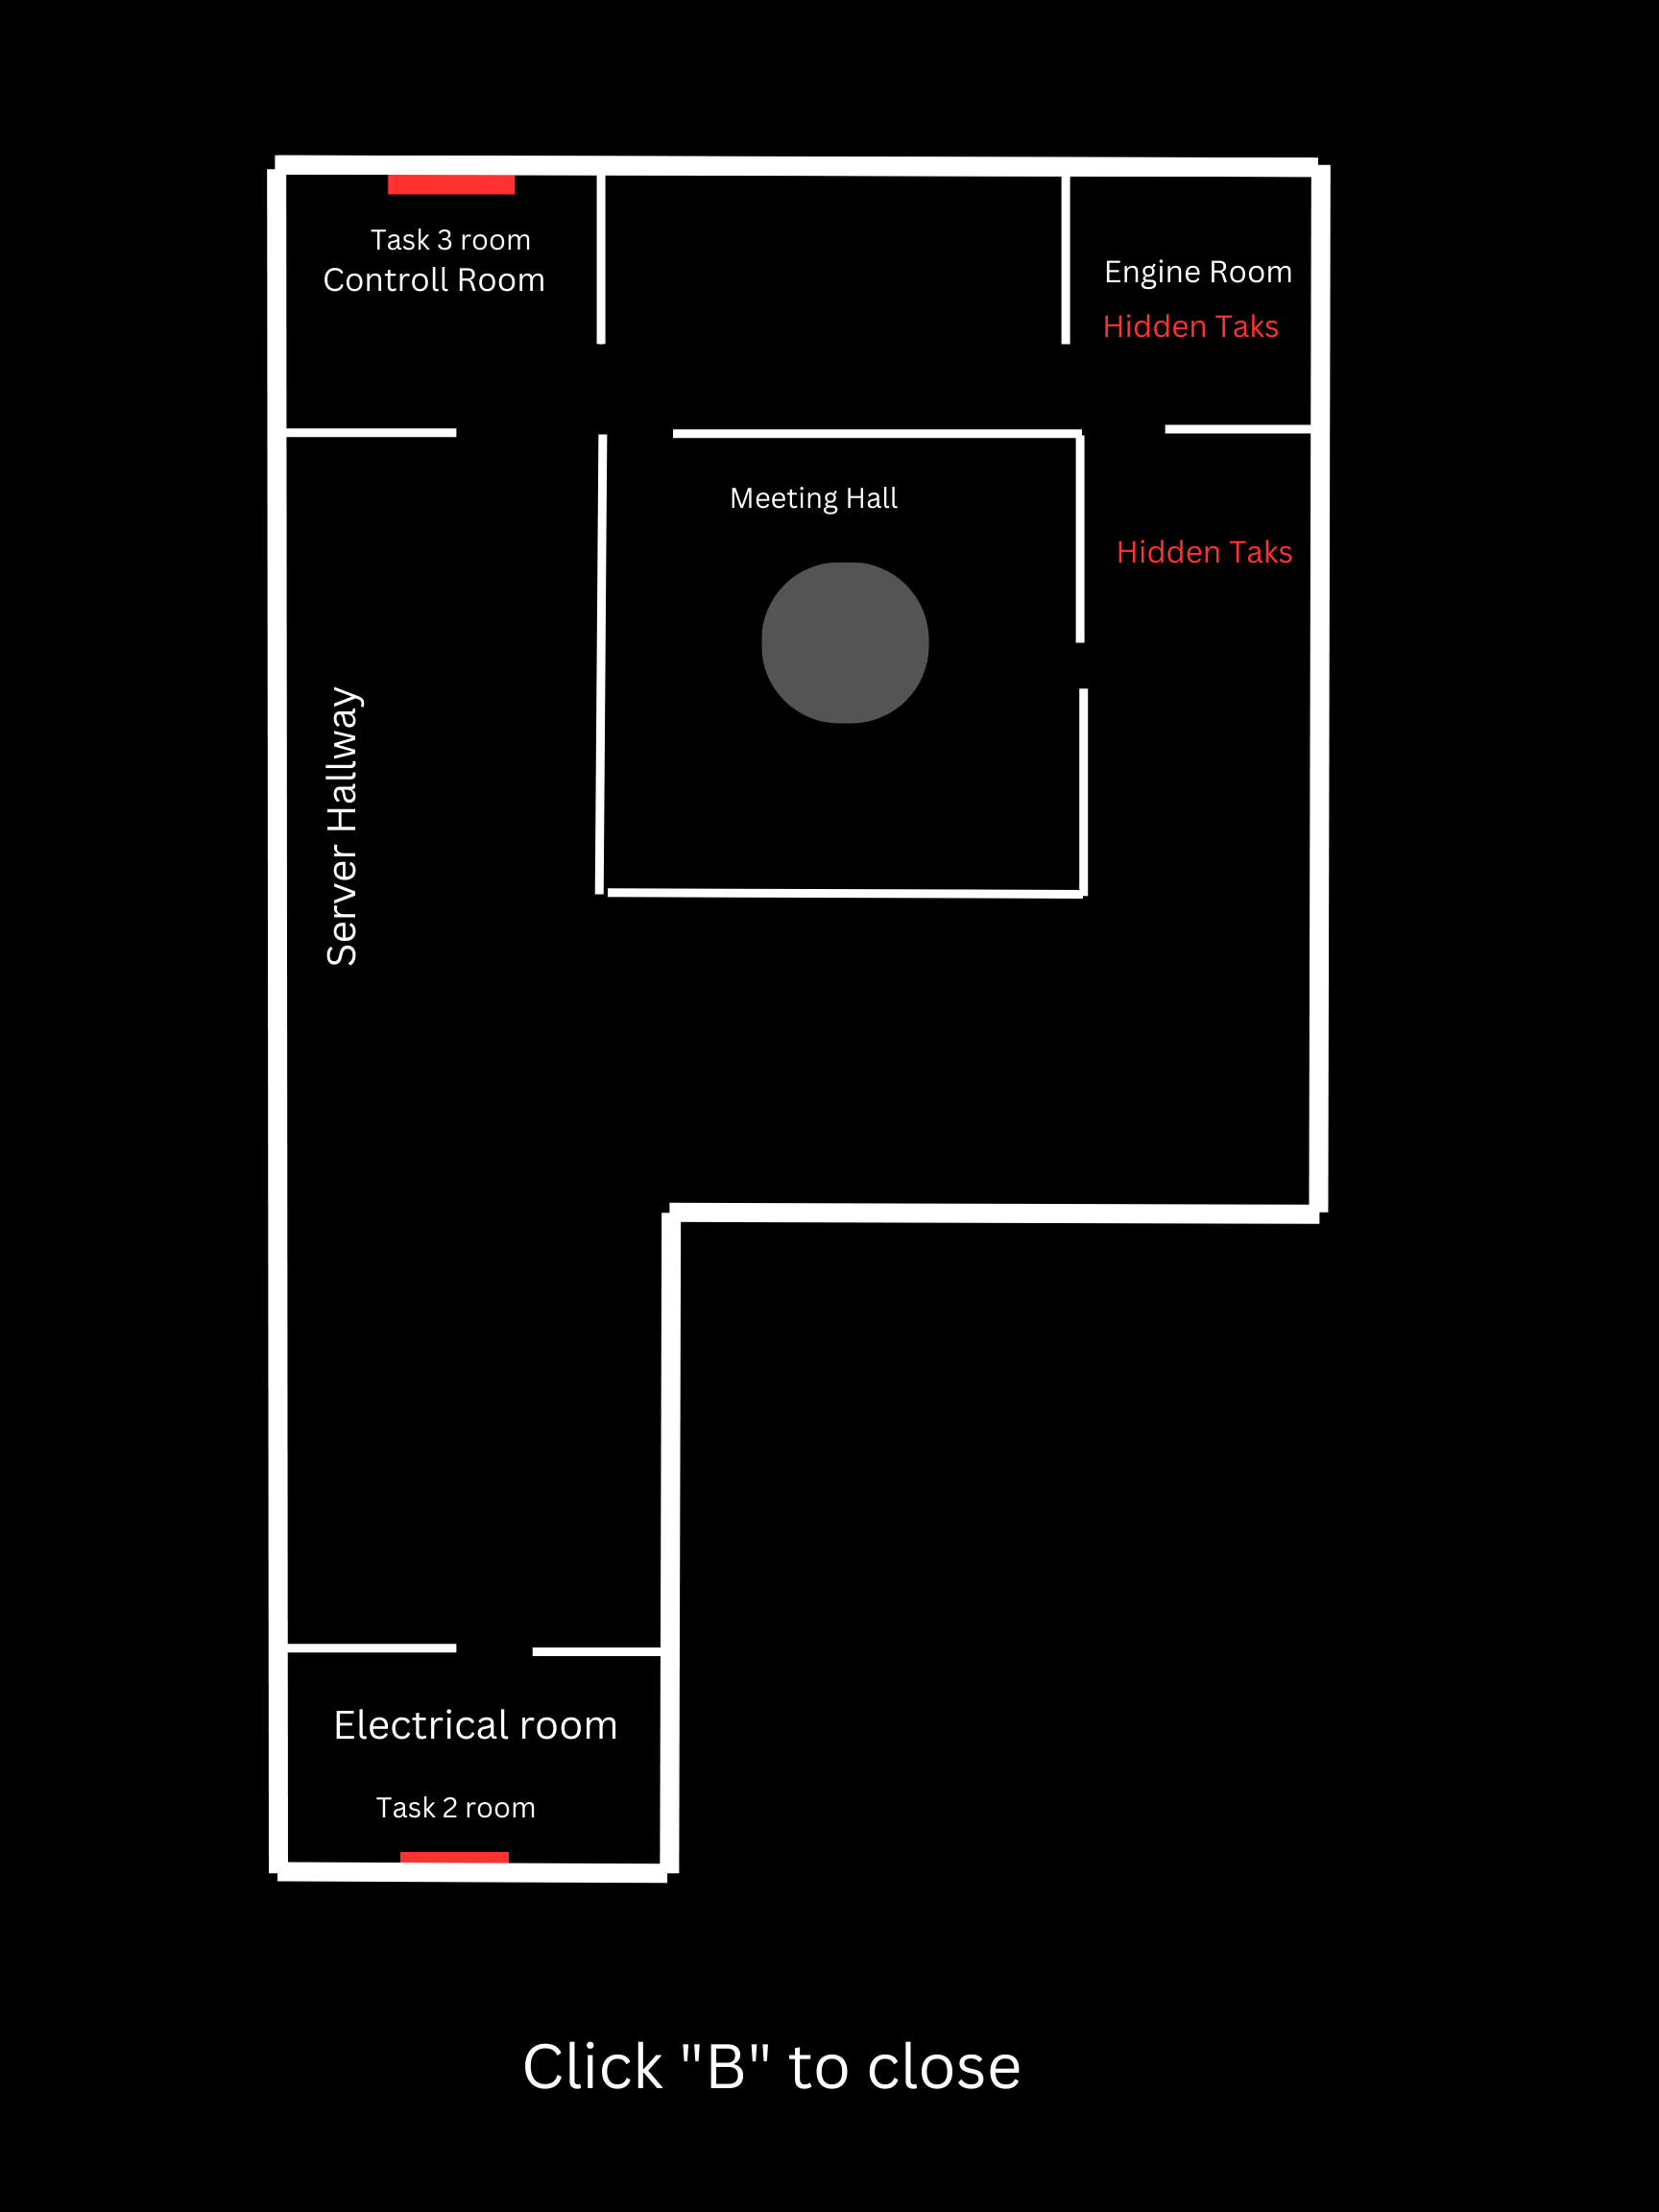 Task 3 room
Controll Room
Engine Room
Hidden Taks
Meeting Hall
Hidden Taks
Server Hallway
Electrical room
Task 2 room
Click "B" to close